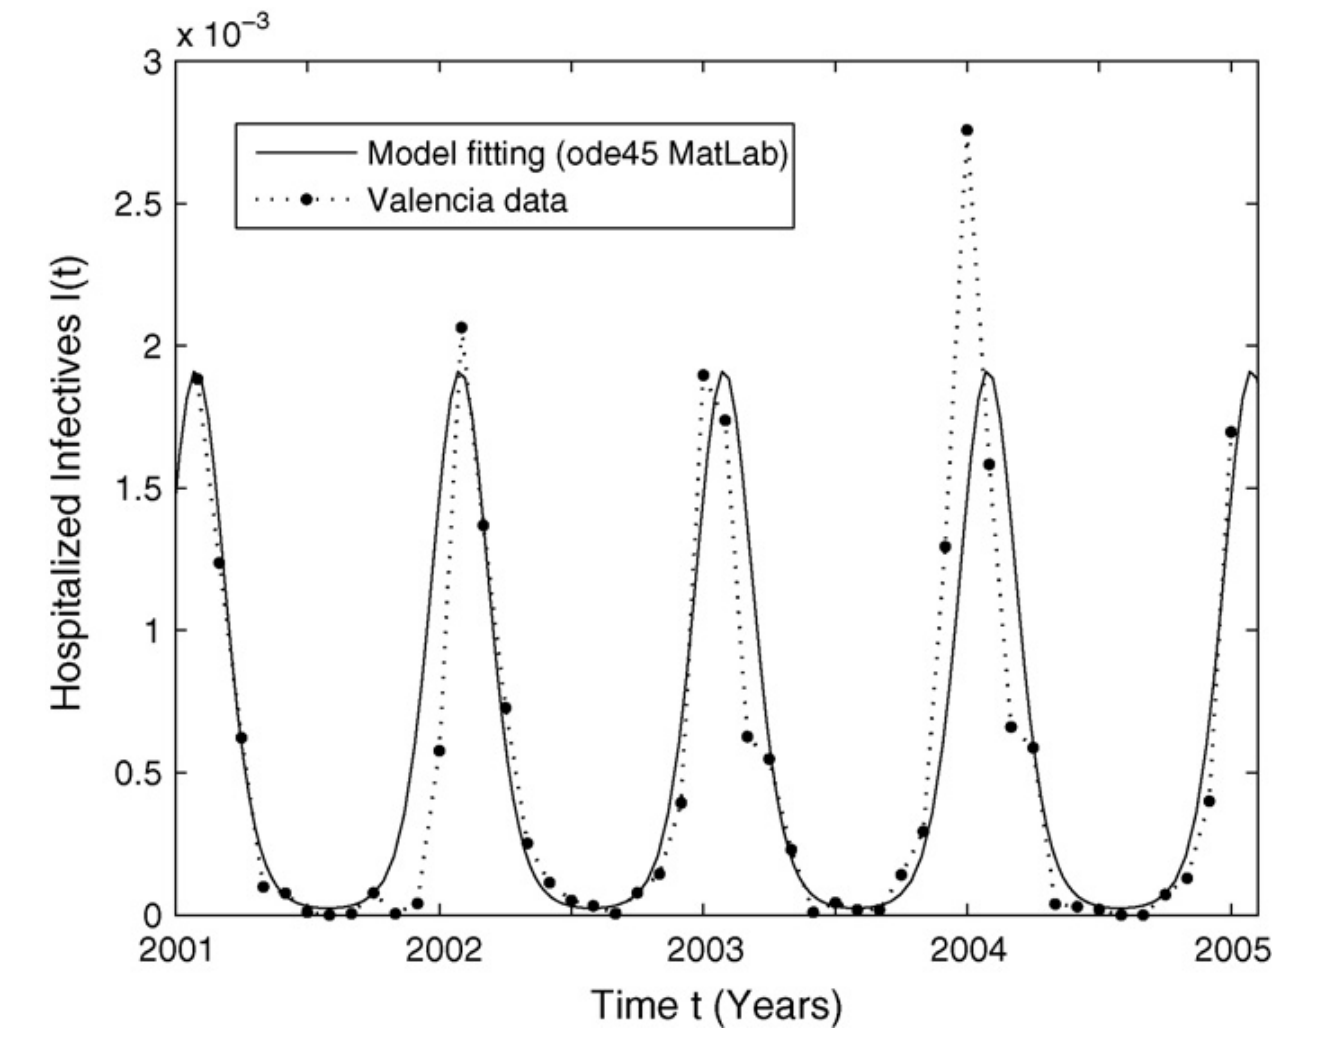 x 10⁻³
3
2.5
2
1.5
1
0.5
0
Hospitalized Infectives I(t)
Model fitting (ode45 MatLab)
Valencia data
2001 2002 2003 2004 2005
Time t (Years)